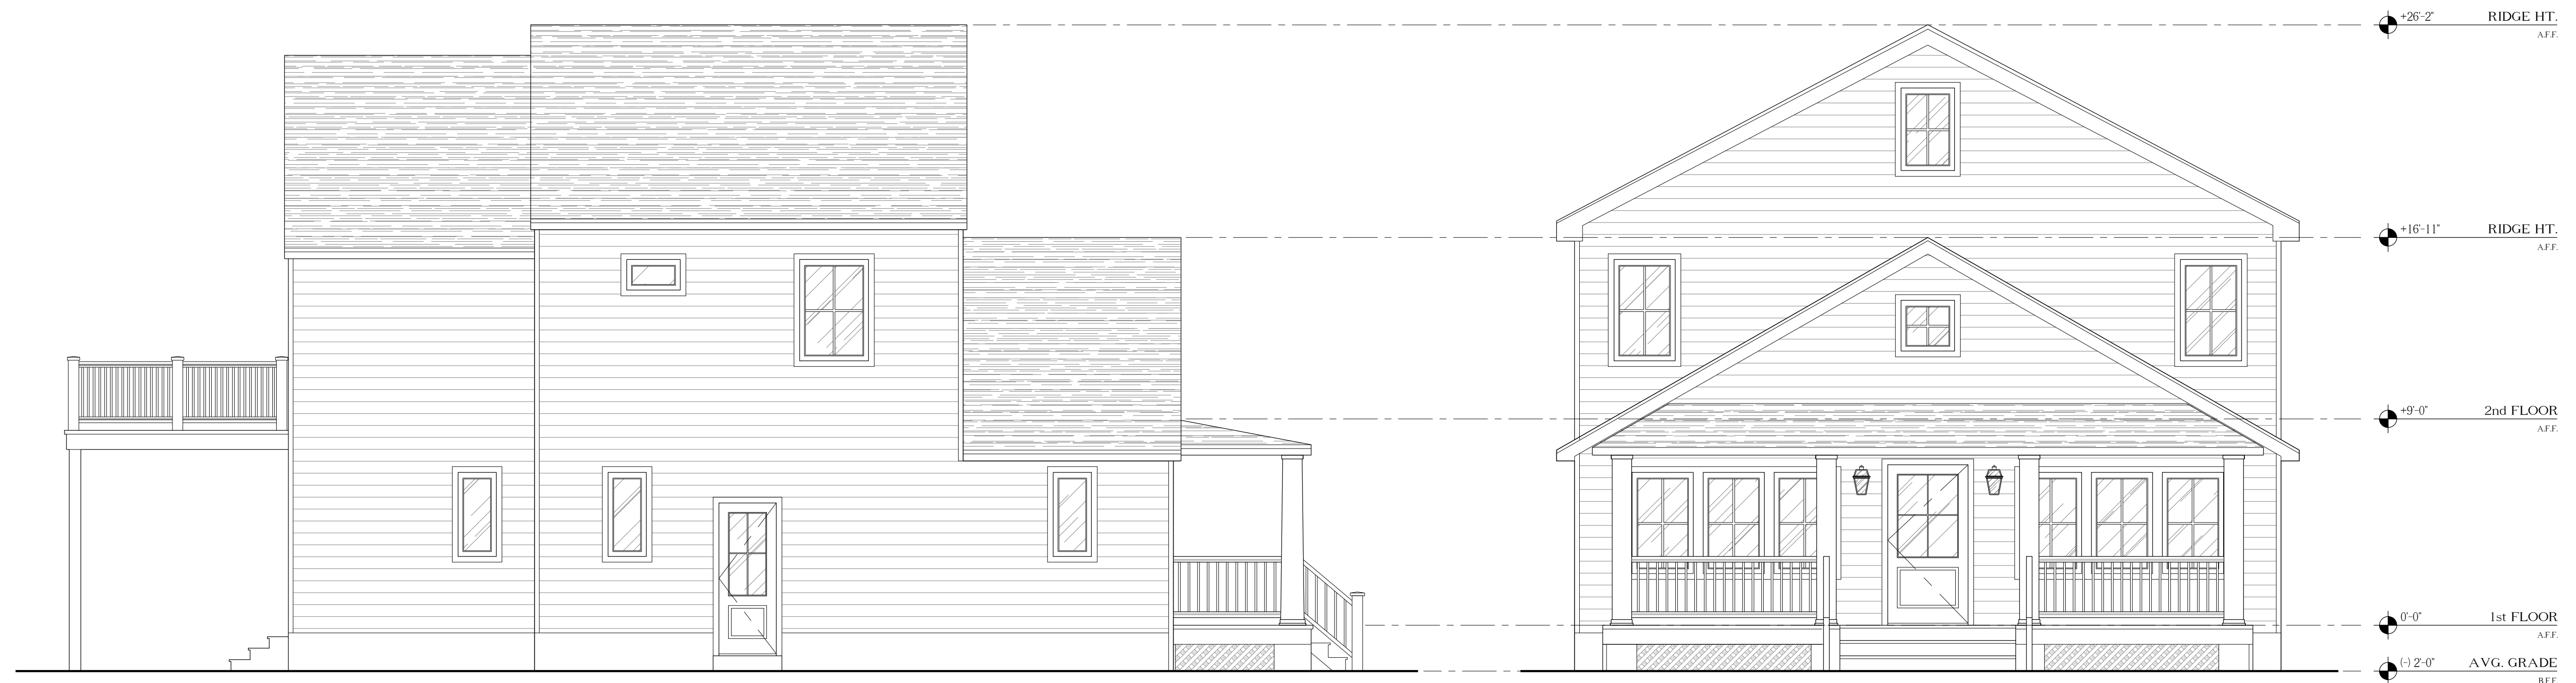 +26'-2" RIDGE HT.
A.F.F.
+16'-11" RIDGE HT.
A.F.F.
+9'-0" 2nd FLOOR
A.F.F.
0'-0" 1st FLOOR
A.F.F.
(-) 2'-0" AVG. GRADE
B.F.F.